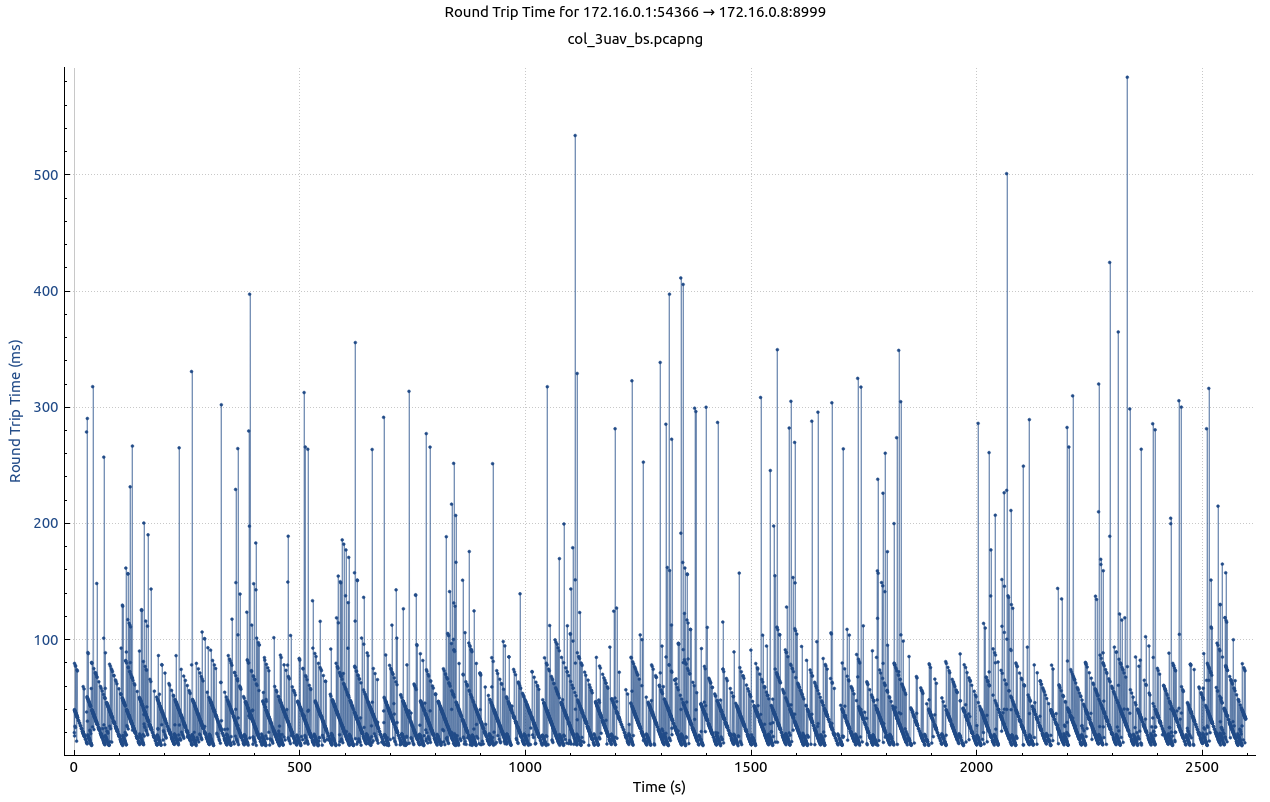 Round Trip Time for 172.16.0.1:54366 → 172.16.0.8:8999
col_3uav_bs.pcapng
Round Trip Time (ms)
500
400
300
200
100
0
500
1000
1500
2000
2500
Time (s)